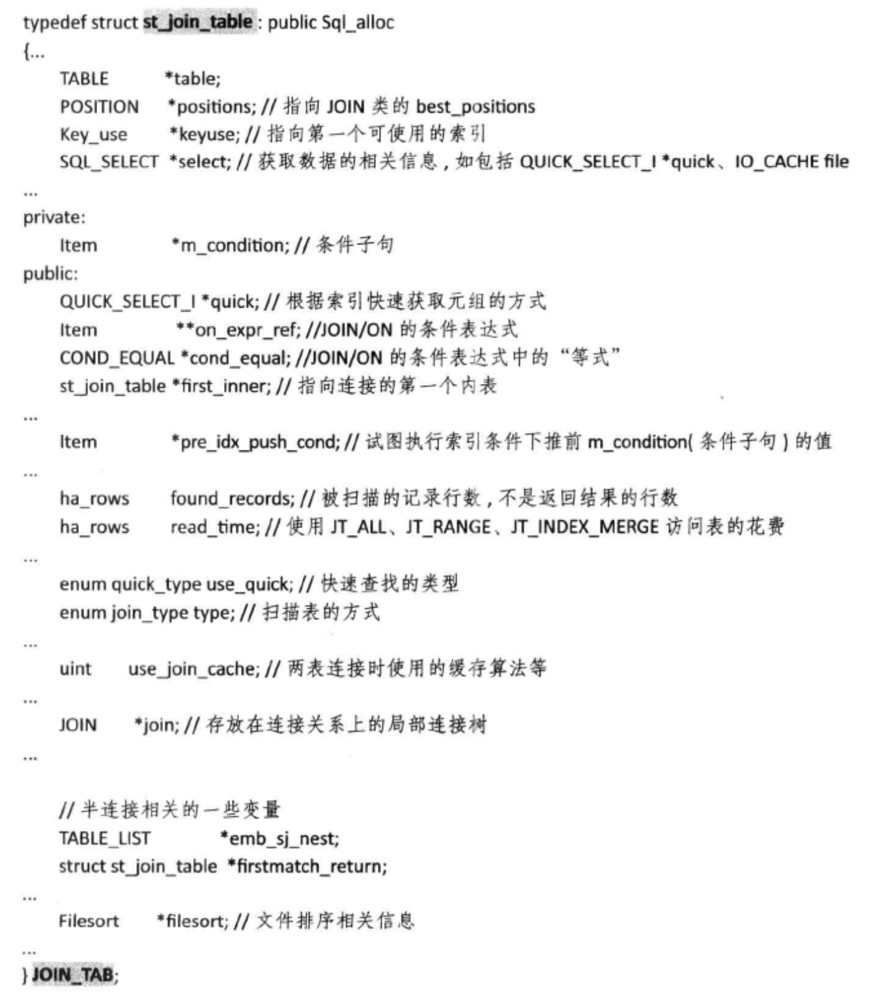 typedef struct st_join_table : public Sql_alloc
{...
TABLE *table;
POSITION *positions; // 指向 JOIN 类的 best_positions
Key_use *keyuse; // 指向第一个可使用的索引
SQL_SELECT *select; // 获取数据的相关信息 , 如包括 QUICK_SELECT_I *quick、IO_CACHE file
...
private:
Item *m_condition; // 条件子句
public:
QUICK_SELECT_I *quick; // 根据索引快速获取元组的方式
Item **on_expr_ref; //JOIN/ON 的条件表达式
COND_EQUAL *cond_equal; //JOIN/ON 的条件表达式中的“等式”
st_join_table *first_inner; // 指向连接的第一个内表
...
Item *pre_idx_push_cond; // 试图执行索引条件下推前 m_condition( 条件子句 ) 的值
...
ha_rows found_records; // 被扫描的记录行数 , 不是返回结果的行数
ha_rows read_time; // 使用 JT_ALL、JT_RANGE、JT_INDEX_MERGE 访问表的花费
...
enum quick_type use_quick; // 快速查找的类型
enum join_type type; // 扫描表的方式
...
uint use_join_cache; // 两表连接时使用的缓存算法等
...
JOIN *join; // 存放在连接关系上的局部连接树
...
// 半连接相关的一些变量
TABLE_LIST *emb_sj_nest;
struct st_join_table *firstmatch_return;
...
Filesort *filesort; // 文件排序相关信息
...
} JOIN_TAB;